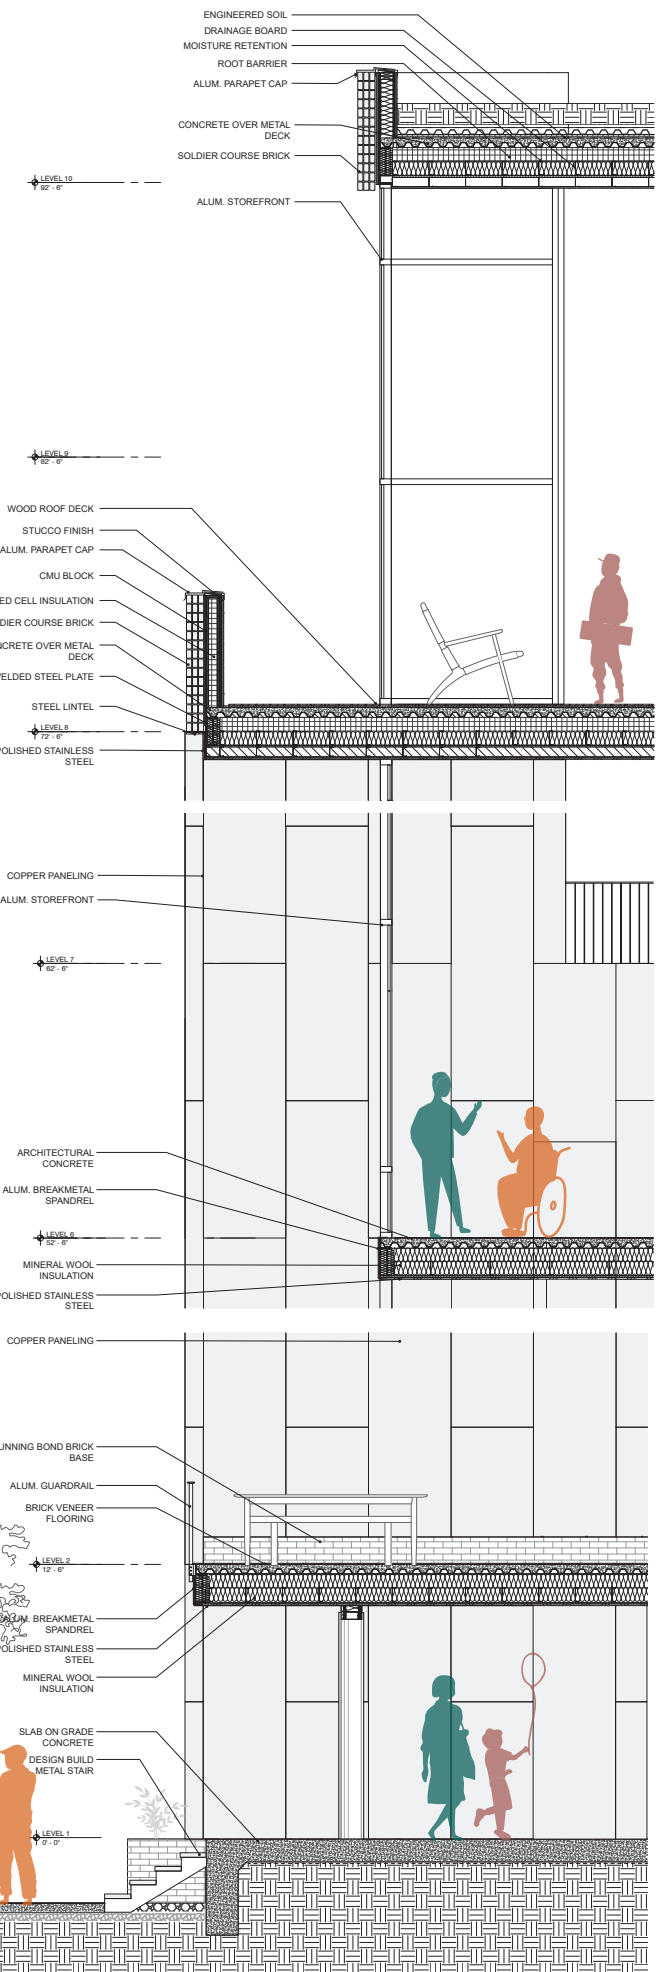 ENGINEERED SOIL
DRAINAGE BOARD
MOISTURE RETENTION
ROOT BARRIER
ALUM. PARAPET CAP
CONCRETE OVER METAL
DECK
SOLDIER COURSE BRICK
LEVEL 10
92' - 6"
ALUM. STOREFRONT
LEVEL 9
82' - 6"
WOOD ROOF DECK
STUCCO FINISH
ALUM. PARAPET CAP
CMU BLOCK
ED CELL INSULATION
DIER COURSE BRICK
NCRETE OVER METAL
DECK
WELDED STEEL PLATE
STEEL LINTEL
LEVEL 8
72' - 6"
POLISHED STAINLESS
STEEL
COPPER PANELING
ALUM. STOREFRONT
LEVEL 7
62' - 6"
ARCHITECTURAL
CONCRETE
ALUM. BREAKMETAL
SPANDREL
LEVEL 6
52' - 6"
MINERAL WOOL
INSULATION
POLISHED STAINLESS
STEEL
COPPER PANELING
UNNING BOND BRICK
BASE
ALUM. GUARDRAIL
BRICK VENEER
FLOORING
LEVEL 2
12' - 6"
ALUM. BREAKMETAL
SPANDREL
POLISHED STAINLESS
STEEL
MINERAL WOOL
INSULATION
SLAB ON GRADE
CONCRETE
DESIGN BUILD
METAL STAIR
LEVEL 1
0' - 0"